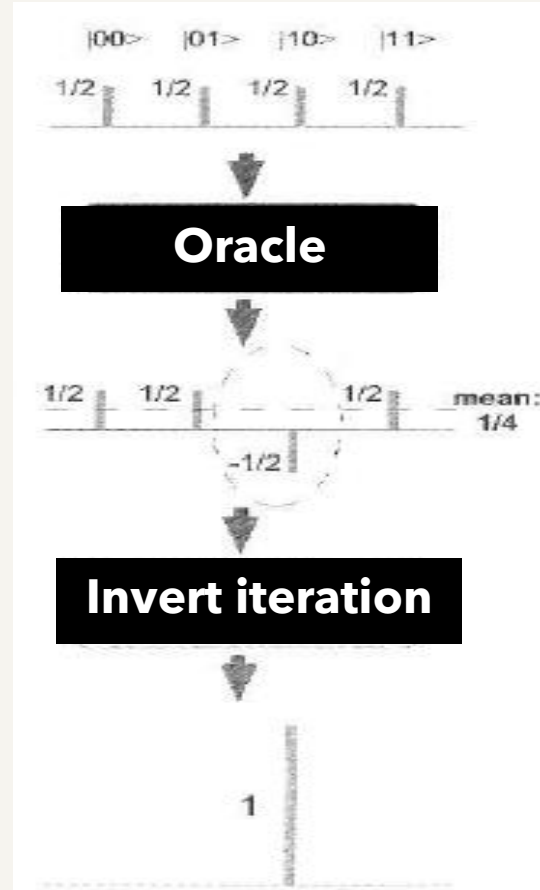 |00> |01> |10> |11>
1/2 1/2 1/2 1/2
Oracle
1/2 1/2 1/2 mean:
1/4
-1/2
Invert iteration
1